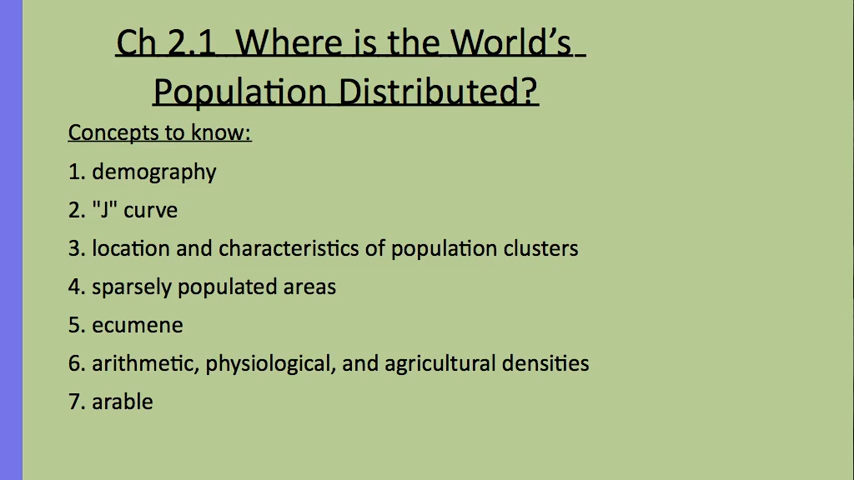 Ch 2.1 Where is the World’s
Population Distributed?
Concepts to know:
1. demography
2. "J" curve
3. location and characteristics of population clusters
4. sparsely populated areas
5. ecumene
6. arithmetic, physiological, and agricultural densities
7. arable